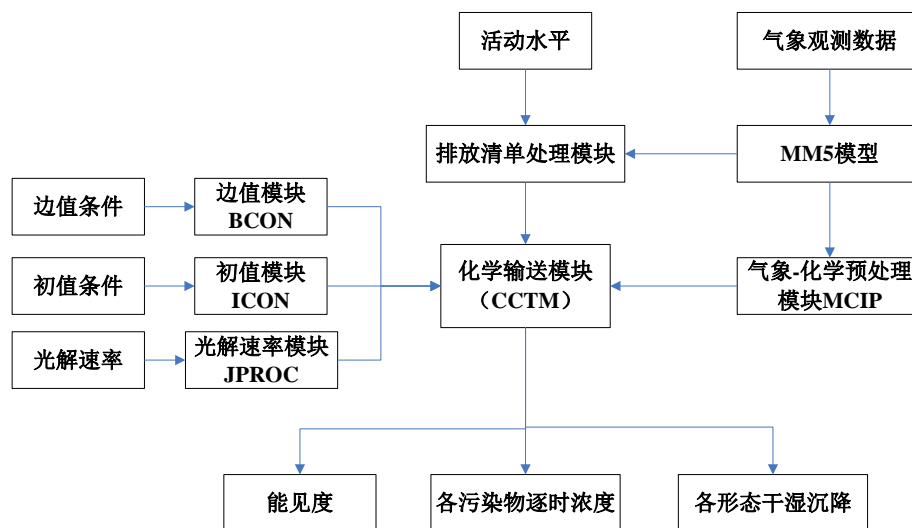 活动水平
气象观测数据
排放清单处理模块
MM5模型
边值条件
边值模块
BCON
初值条件
初值模块
ICON
化学输送模块
（CCTM）
气象-化学预处理
模块MCIP
光解速率
光解速率模块
JPROC
能见度
各污染物逐时浓度
各形态干湿沉降